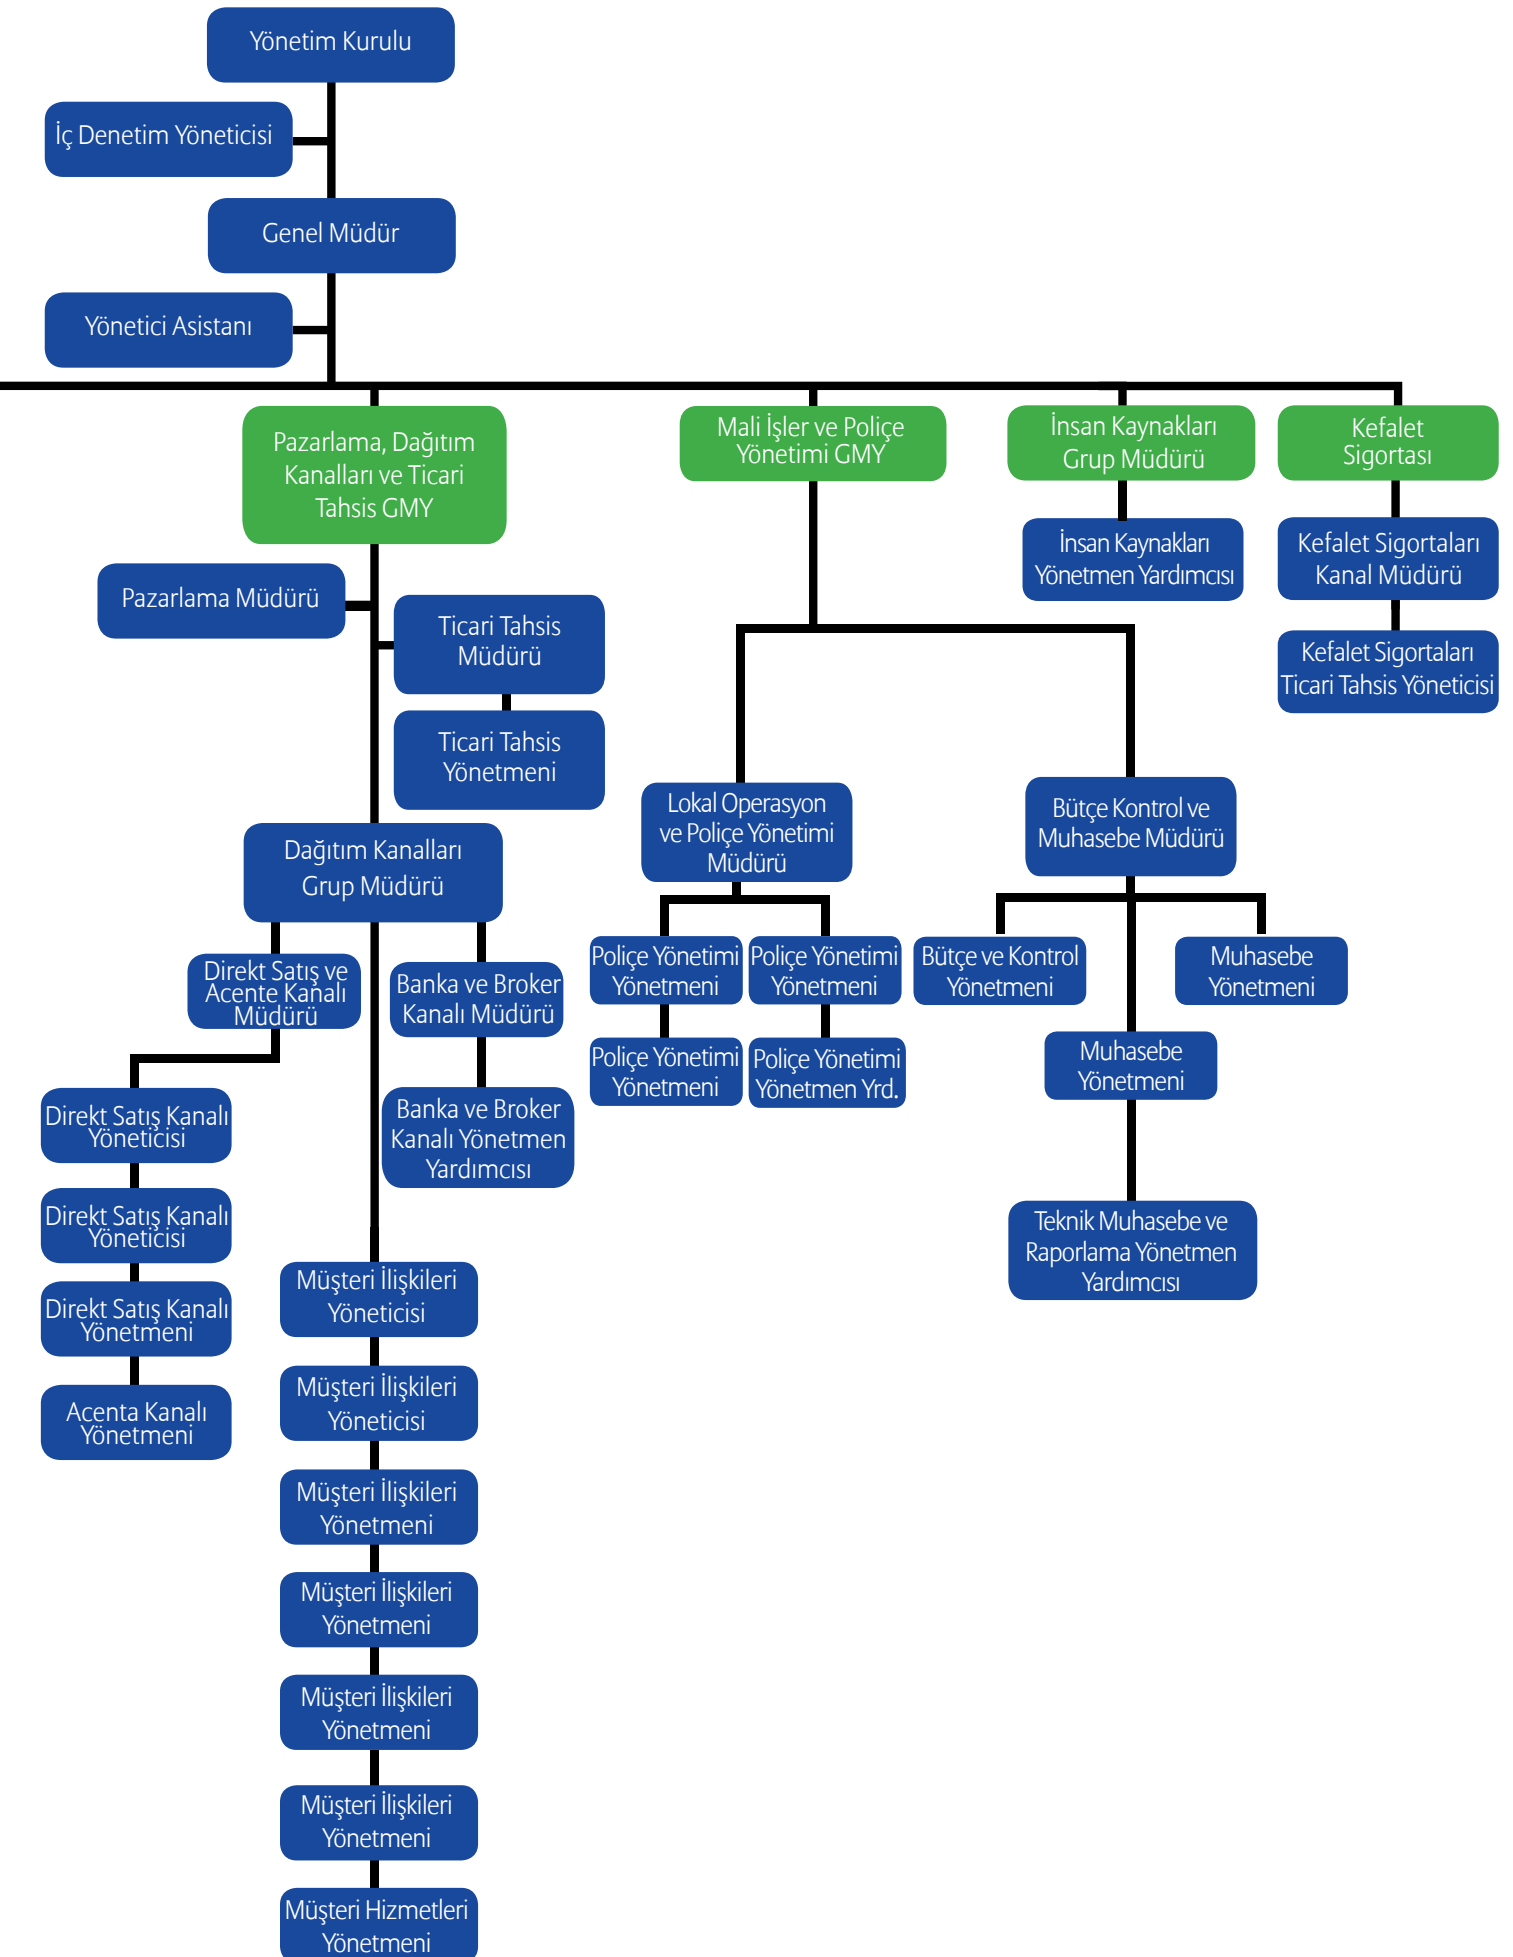 Yönetim Kurulu
İç Denetim Yöneticisi
Genel Müdür
Yönetici Asistanı
Pazarlama, Dağıtım
Kanalları ve Ticari
Tahsis GMY
Mali İşler ve Poliçe
Yönetimi GMY
İnsan Kaynakları
Grup Müdürü
Kefalet
Sigortası
İnsan Kaynakları
Yönetmen Yardımcısı
Kefalet Sigortaları
Kanal Müdürü
Kefalet Sigortaları
Ticari Tahsis Yöneticisi
Pazarlama Müdürü
Ticari Tahsis
Müdürü
Ticari Tahsis
Yönetmeni
Dağıtım Kanalları
Grup Müdürü
Lokal Operasyon
ve Poliçe Yönetimi
Müdürü
Bütçe Kontrol ve
Muhasebe Müdürü
Direkt Satış ve
Acente Kanalı
Müdürü
Banka ve Broker
Kanalı Müdürü
Poliçe Yönetimi
Yönetmeni
Poliçe Yönetimi
Yönetmeni
Bütçe ve Kontrol
Yönetmeni
Muhasebe
Yönetmeni
Poliçe Yönetimi
Yönetmeni
Poliçe Yönetimi
Yönetmen Yrd.
Muhasebe
Yönetmeni
Direkt Satış Kanalı
Yöneticisi
Banka ve Broker
Kanalı Yönetmen
Yardımcısı
Direkt Satış Kanalı
Yöneticisi
Teknik Muhasebe ve
Raporlama Yönetmen
Yardımcısı
Direkt Satış Kanalı
Yönetmeni
Acenta Kanalı
Yönetmeni
Müşteri İlişkileri
Yöneticisi
Müşteri İlişkileri
Yöneticisi
Müşteri İlişkileri
Yönetmeni
Müşteri İlişkileri
Yönetmeni
Müşteri İlişkileri
Yönetmeni
Müşteri İlişkileri
Yönetmeni
Müşteri Hizmetleri
Yönetmeni